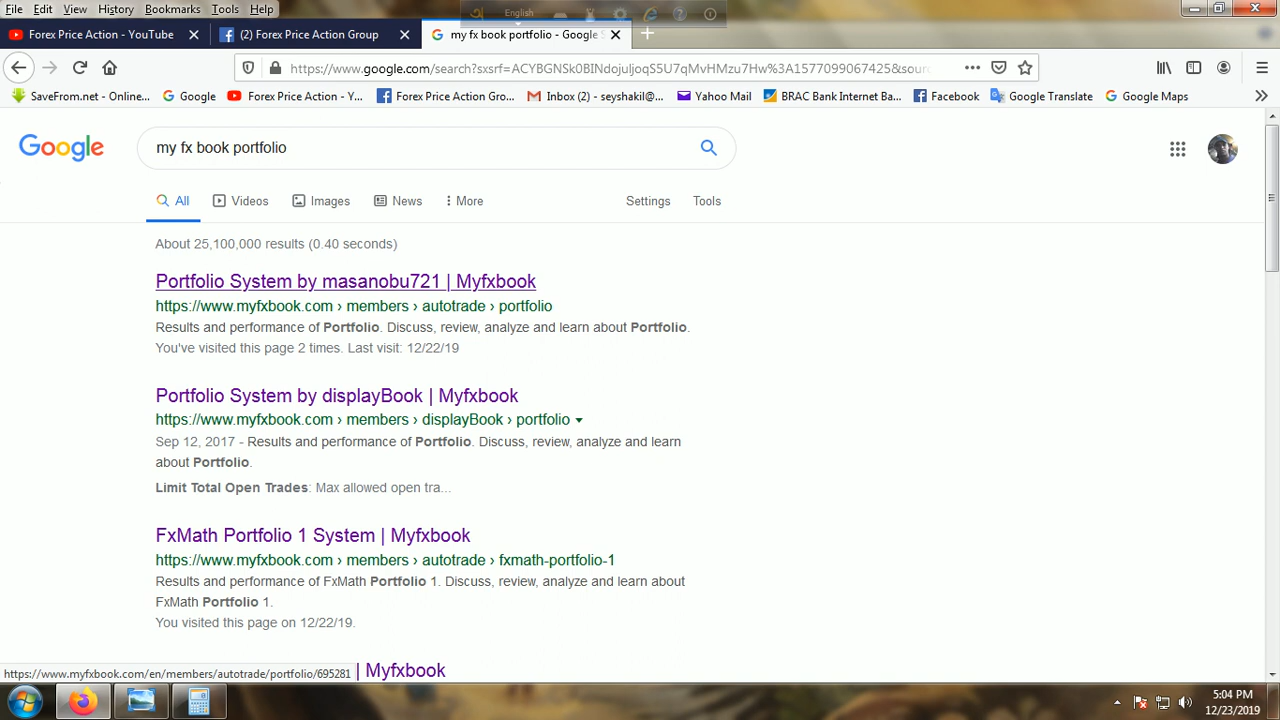 File Edit View History Bookmarks Tools Help
English
Forex Price Action - YouTube
(2) Forex Price Action Group
my fx book portfolio - Google S
https://www.google.com/search?sxsrf=ACYBGNSk0BINdojuljoqS5U7qMvHMzu7Hw%3A1577099067425&sour
SaveFrom.net - Online...
Google
Forex Price Action - Y...
Forex Price Action Gro...
Inbox (2) - seyshakil@...
Yahoo Mail
BRAC Bank Internet Ba...
Facebook
Google Translate
Google Maps
Google
my fx book portfolio
All Videos Images News More Settings Tools
About 25,100,000 results (0.40 seconds)
Portfolio System by masanobu721 | Myfxbook
https://www.myfxbook.com › members › autotrade › portfolio
Results and performance of Portfolio. Discuss, review, analyze and learn about Portfolio.
You've visited this page 2 times. Last visit: 12/22/19
Portfolio System by displayBook | Myfxbook
https://www.myfxbook.com › members › displayBook › portfolio
Sep 12, 2017 - Results and performance of Portfolio. Discuss, review, analyze and learn
about Portfolio.
Limit Total Open Trades: Max allowed open tra...
FxMath Portfolio 1 System | Myfxbook
https://www.myfxbook.com › members › autotrade › fxmath-portfolio-1
Results and performance of FxMath Portfolio 1. Discuss, review, analyze and learn about
FxMath Portfolio 1.
You visited this page on 12/22/19.
https://www.myfxbook.com/en/members/autotrade/portfolio/695281 | Myfxbook
5:04 PM
12/23/2019